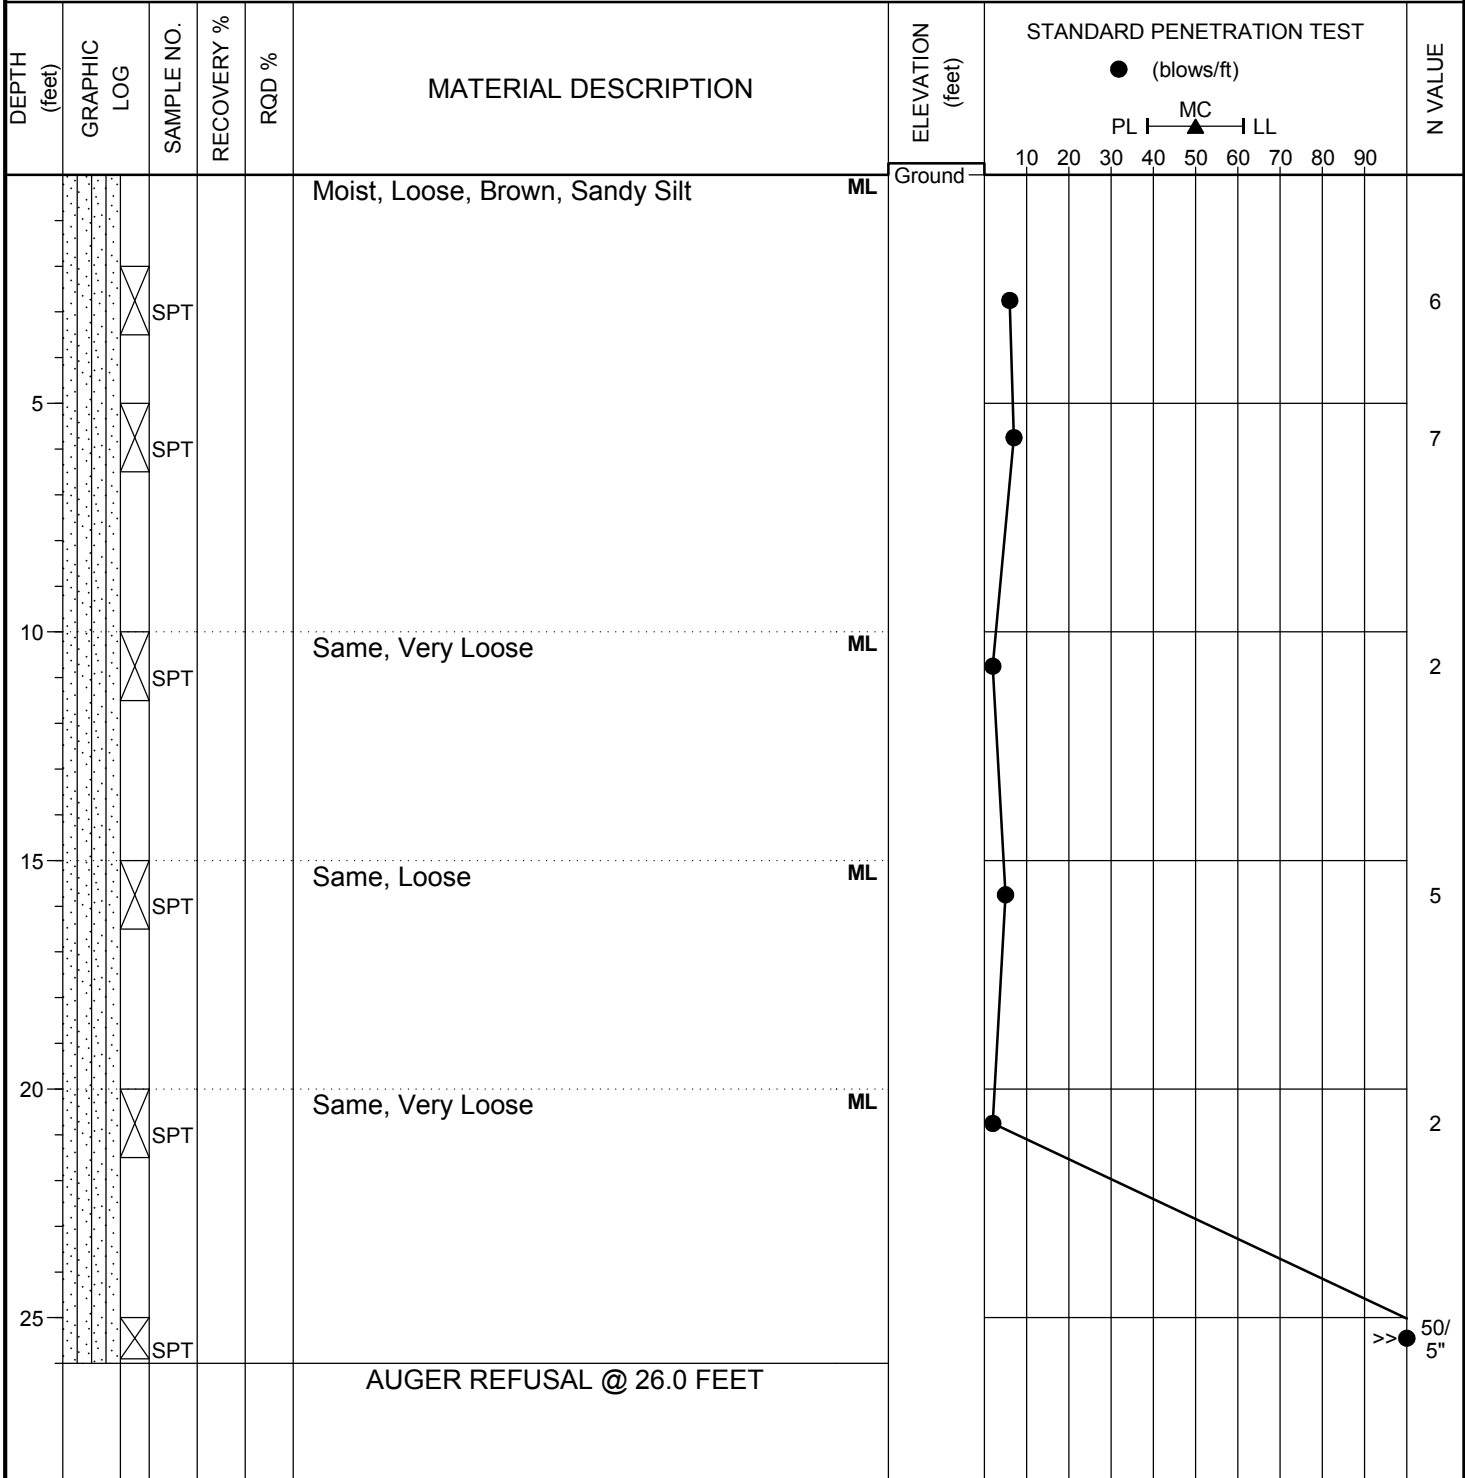 DEPTH
(feet)
GRAPHIC
LOG
SAMPLE NO.
RECOVERY %
RQD %
MATERIAL DESCRIPTION
ELEVATION
(feet)
STANDARD PENETRATION TEST
(blows/ft)
MC
PL LL
10 20 30 40 50 60 70 80 90
N VALUE
Ground
Moist, Loose, Brown, Sandy Silt ML
SPT 6
5
SPT 7
10
Same, Very Loose ML
SPT 2
15
Same, Loose ML
SPT 5
20
Same, Very Loose ML
SPT 2
25
SPT >> 50/
5"
AUGER REFUSAL @ 26.0 FEET